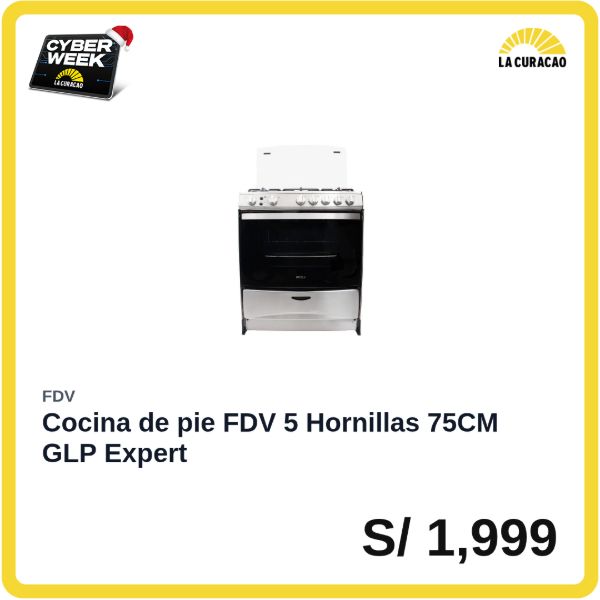 CYBER
WEEK
LA CURACAO
LA CURACAO
FDV
Cocina de pie FDV 5 Hornillas 75CM
GLP Expert
S/ 1,999